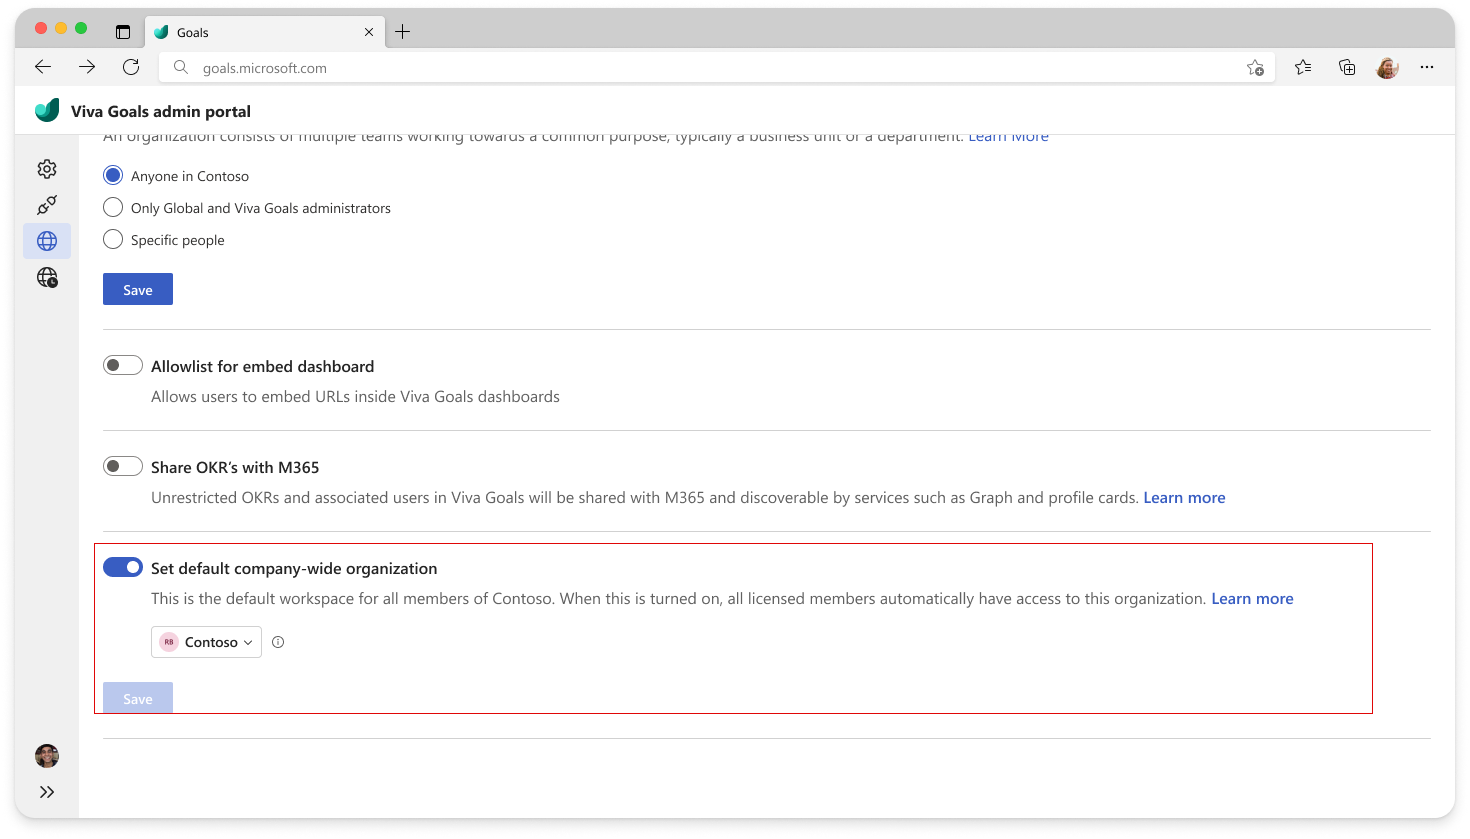 Goals
goals.microsoft.com
Viva Goals admin portal
An organization consists of multiple teams working towards a common purpose, typically a business unit or a department. Learn More
Anyone in Contoso
Only Global and Viva Goals administrators
Specific people
Save
Allowlist for embed dashboard
Allows users to embed URLs inside Viva Goals dashboards
Share OKR’s with M365
Unrestricted OKRs and associated users in Viva Goals will be shared with M365 and discoverable by services such as Graph and profile cards. Learn more
Set default company-wide organization
This is the default workspace for all members of Contoso. When this is turned on, all licensed members automatically have access to this organization. Learn more
RB Contoso
Save